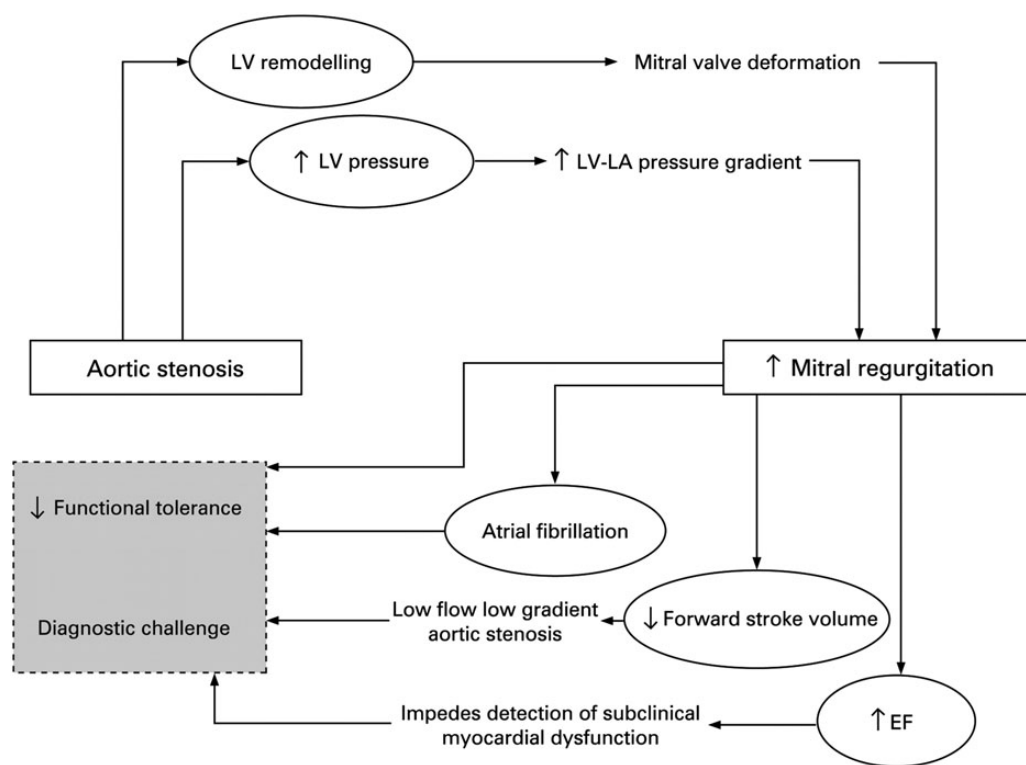 LV remodelling
Mitral valve deformation
↑ LV pressure
↑ LV-LA pressure gradient
Aortic stenosis
↑ Mitral regurgitation
↓ Functional tolerance
Atrial fibrillation
Diagnostic challenge
Low flow low gradient
aortic stenosis
↓ Forward stroke volume
Impedes detection of subclinical
myocardial dysfunction
↑ EF